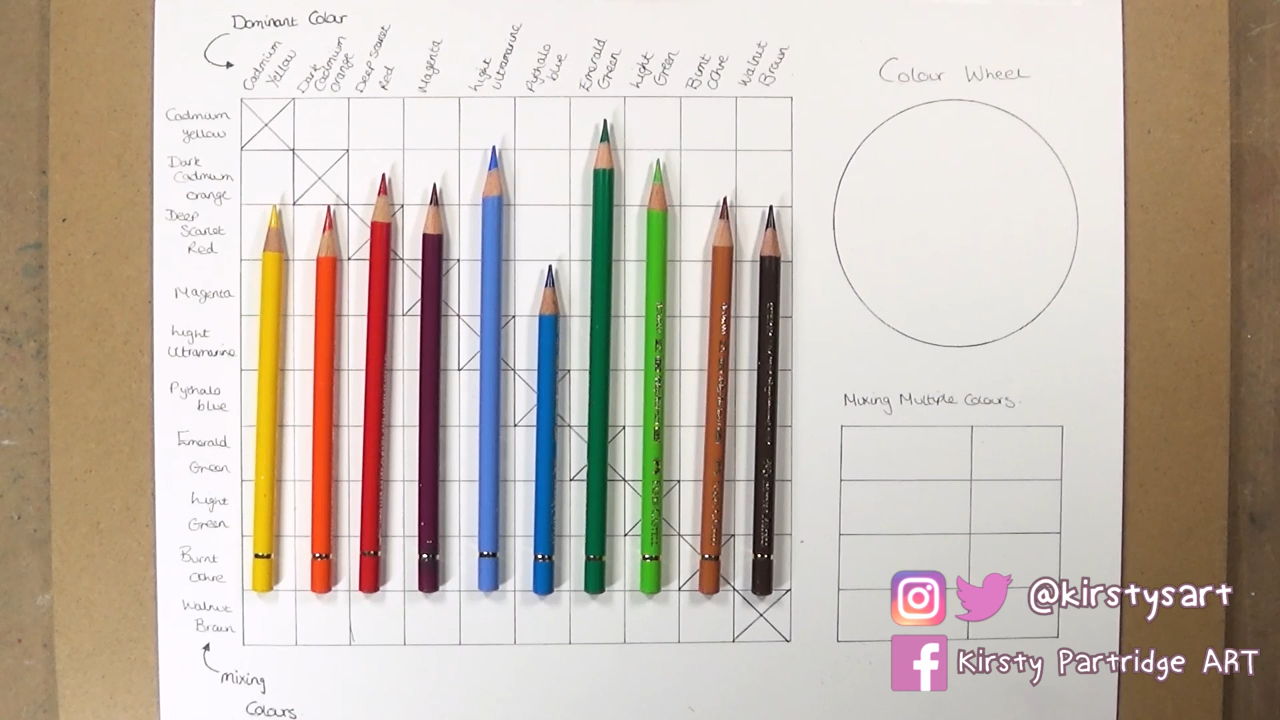 Dominant Colour
Cadmium
Yellow
Dark
Cadmium
orange
Deep Scarlet
Red
Magenta
Light
Ultramarine
Pythalo
blue
Emerald
Green
Light
Green
Burnt
Ochre
Walnut
Brown
Cadmium
Yellow
Dark
Cadmium
orange
Deep
Scarlet
Red
Magenta
Light
Ultramarine
Pythalo
blue
Emerald
Green
Light
Green
Burnt
Ochre
Walnut
Brown
Mixing
Colours
Colour Wheel
Mixing Multiple Colours.
@kirstysart
Kirsty Partridge ART